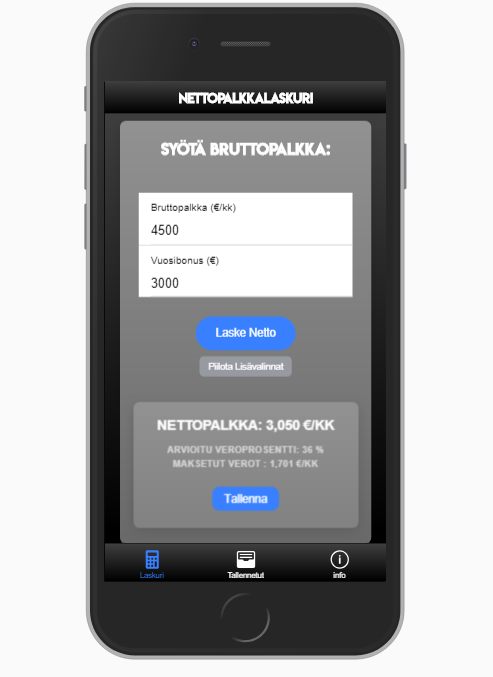 NETTOPALKKALASKURI
SYÖTÄ BRUTTOPALKKA:
Bruttopalkka (€/kk)
4500
Vuosibonus (€)
3000
Laske Netto
Piilota Lisävalinnat
NETTOPALKKA: 3,050 €/KK
ARVIOITU VEROPROSENTTI: 36 %
MAKSETUT VEROT : 1,701 €/KK
Tallenna
Laskuri Tallennetut info